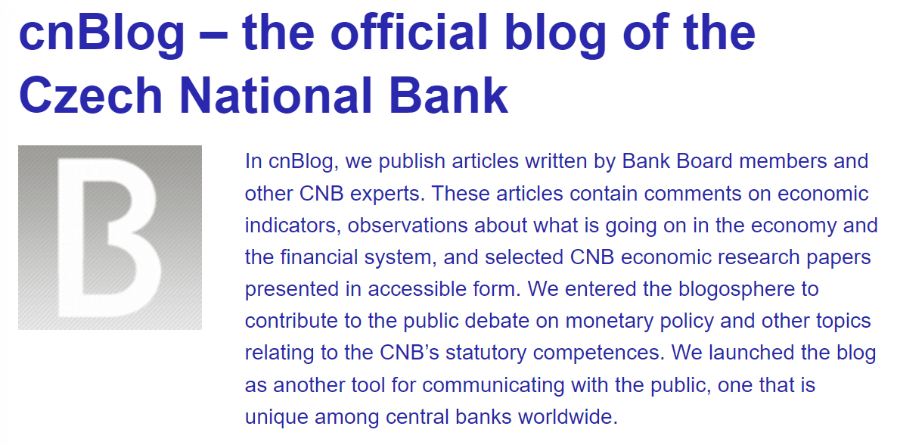 cnBlog – the official blog of the
Czech National Bank
B
In cnBlog, we publish articles written by Bank Board members and
other CNB experts. These articles contain comments on economic
indicators, observations about what is going on in the economy and
the financial system, and selected CNB economic research papers
presented in accessible form. We entered the blogosphere to
contribute to the public debate on monetary policy and other topics
relating to the CNB’s statutory competences. We launched the blog
as another tool for communicating with the public, one that is
unique among central banks worldwide.